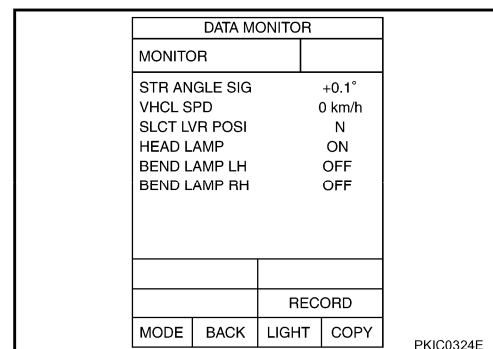 DATA MONITOR
MONITOR
STR ANGLE SIG +0.1°
VHCL SPD 0 km/h
SLCT LVR POSI N
HEAD LAMP ON
BEND LAMP LH OFF
BEND LAMP RH OFF
RECORD
MODE BACK LIGHT COPY
PKIC0324E